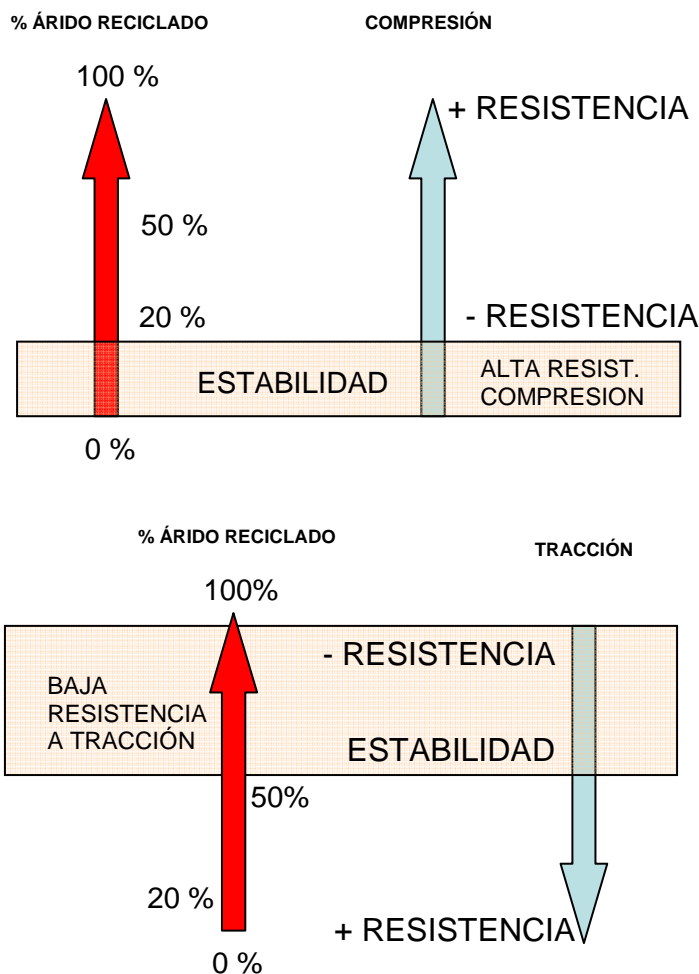 % ÁRIDO RECICLADO
COMPRESIÓN
100 %
+ RESISTENCIA
50 %
20 %
- RESISTENCIA
ESTABILIDAD
ALTA RESIST.
COMPRESION
0 %
% ÁRIDO RECICLADO
TRACCIÓN
100%
- RESISTENCIA
BAJA
RESISTENCIA
A TRACCIÓN
ESTABILIDAD
50%
20 %
+ RESISTENCIA
0 %